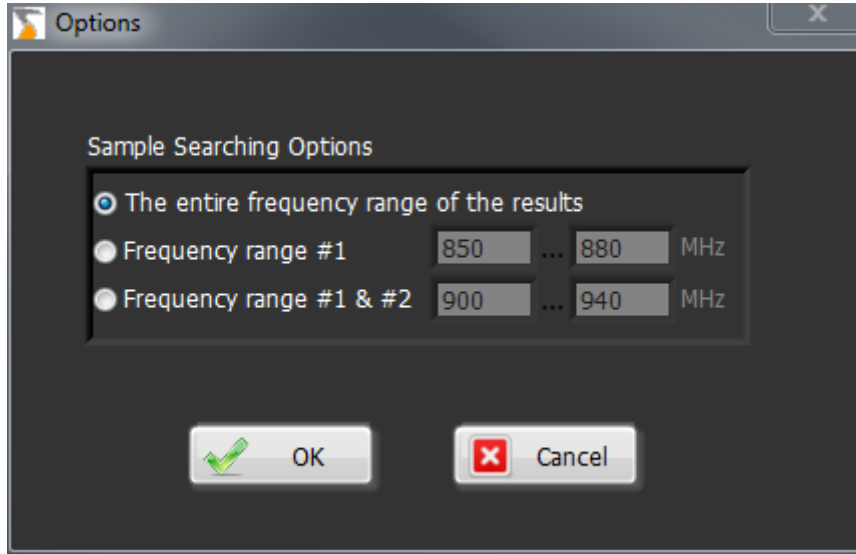 Options
X
Sample Searching Options
The entire frequency range of the results
Frequency range #1 850 ... 880 MHz
Frequency range #1 & #2 900 ... 940 MHz
OK Cancel